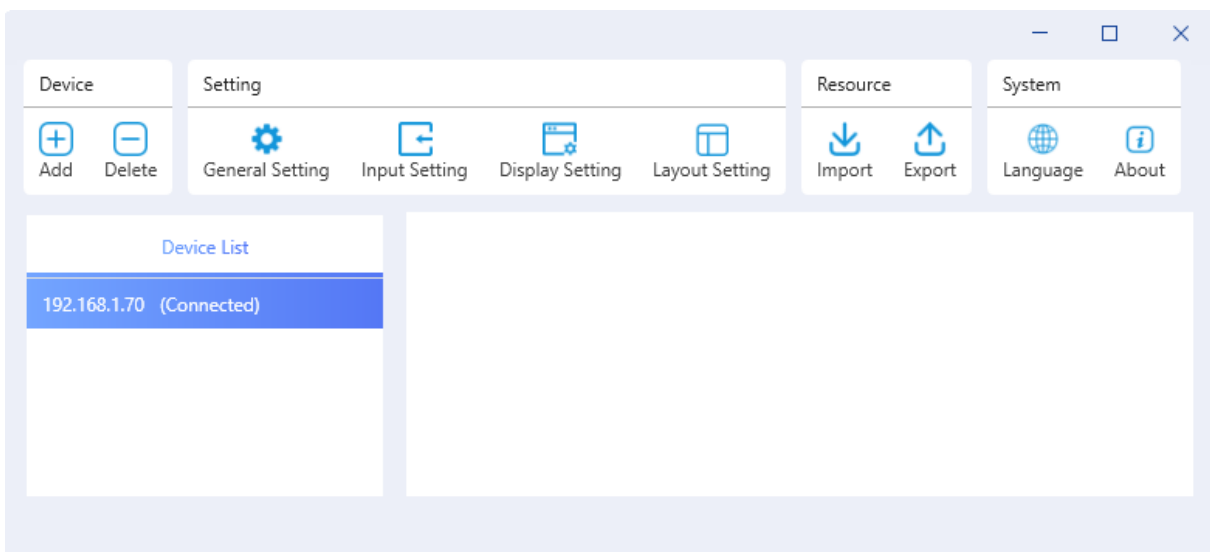 Device
Setting
Resource
System
Add
Delete
General Setting
Input Setting
Display Setting
Layout Setting
Import
Export
Language
About
Device List
192.168.1.70 (Connected)